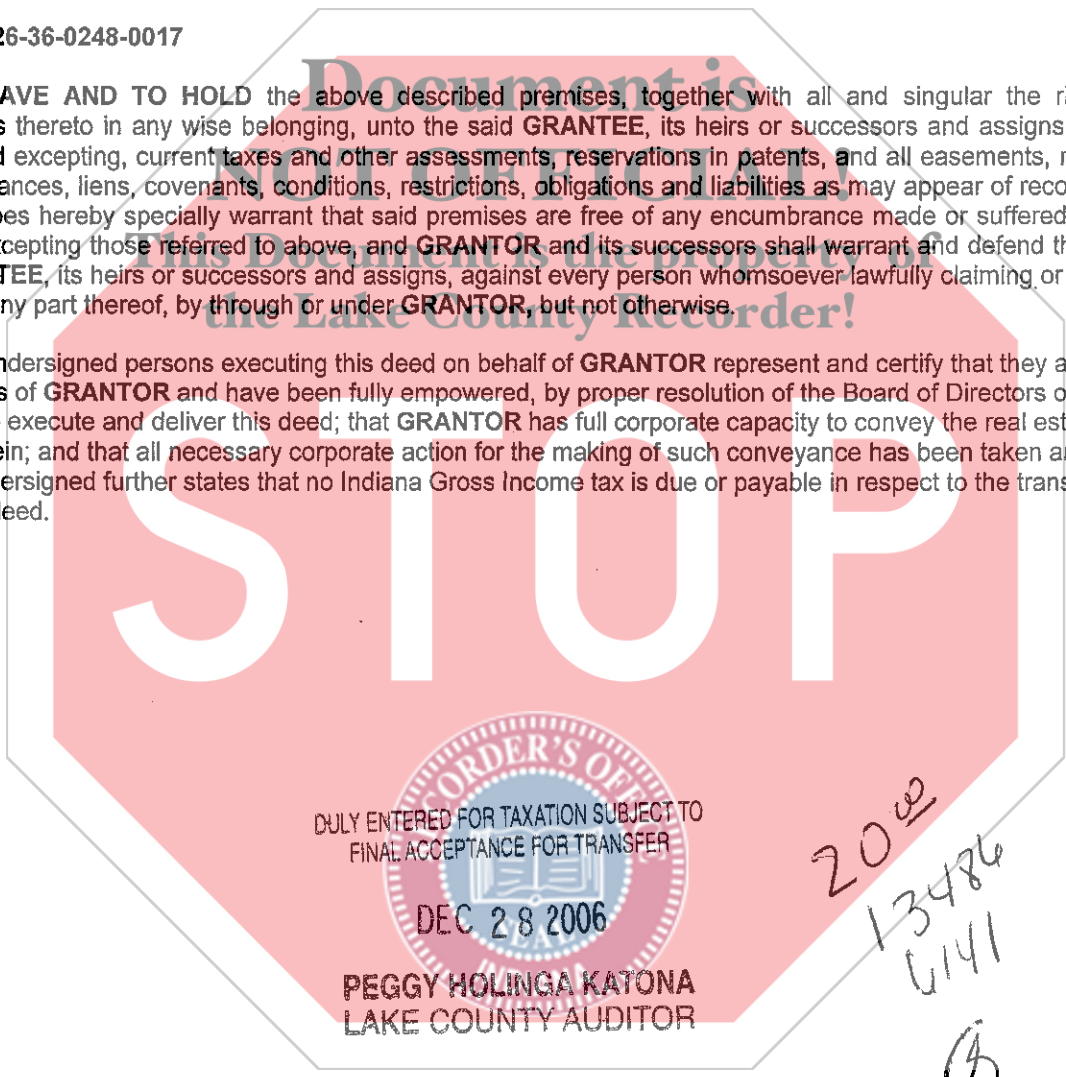 26-36-0248-0017
Document is
AVE AND TO HOLD the above described premises, together with all and singular the r
s thereto in any wise belonging, unto the said GRANTEE, its heirs or successors and assigns
d excepting, current taxes and other assessments, reservations in patents, and all easements, r
NOT OFFICIAL!
ances, liens, covenants, conditions, restrictions, obligations and liabilities as may appear of reco
oes hereby specially warrant that said premises are free of any encumbrance made or suffered
xcepting those referred to above, and GRANTOR and its successors shall warrant and defend th
This Document is the property of
TEE, its heirs or successors and assigns, against every person whomsoever lawfully claiming or
ny part thereof, by through or under GRANTOR, but not otherwise.
the Lake County Recorder!
ndersigned persons executing this deed on behalf of GRANTOR represent and certify that they a
s of GRANTOR and have been fully empowered, by proper resolution of the Board of Directors o
execute and deliver this deed; that GRANTOR has full corporate capacity to convey the real est
ein; and that all necessary corporate action for the making of such conveyance has been taken a
ersigned further states that no Indiana Gross Income tax is due or payable in respect to the trans
deed.
STOP
RECORDER'S OFFICE
DULY ENTERED FOR TAXATION SUBJECT TO
FINAL ACCEPTANCE FOR TRANSFER
DEC 28 2006
SEAL
PEGGY HOLINGA KATONA
LAKE COUNTY AUDITOR
20 00
13486
6141